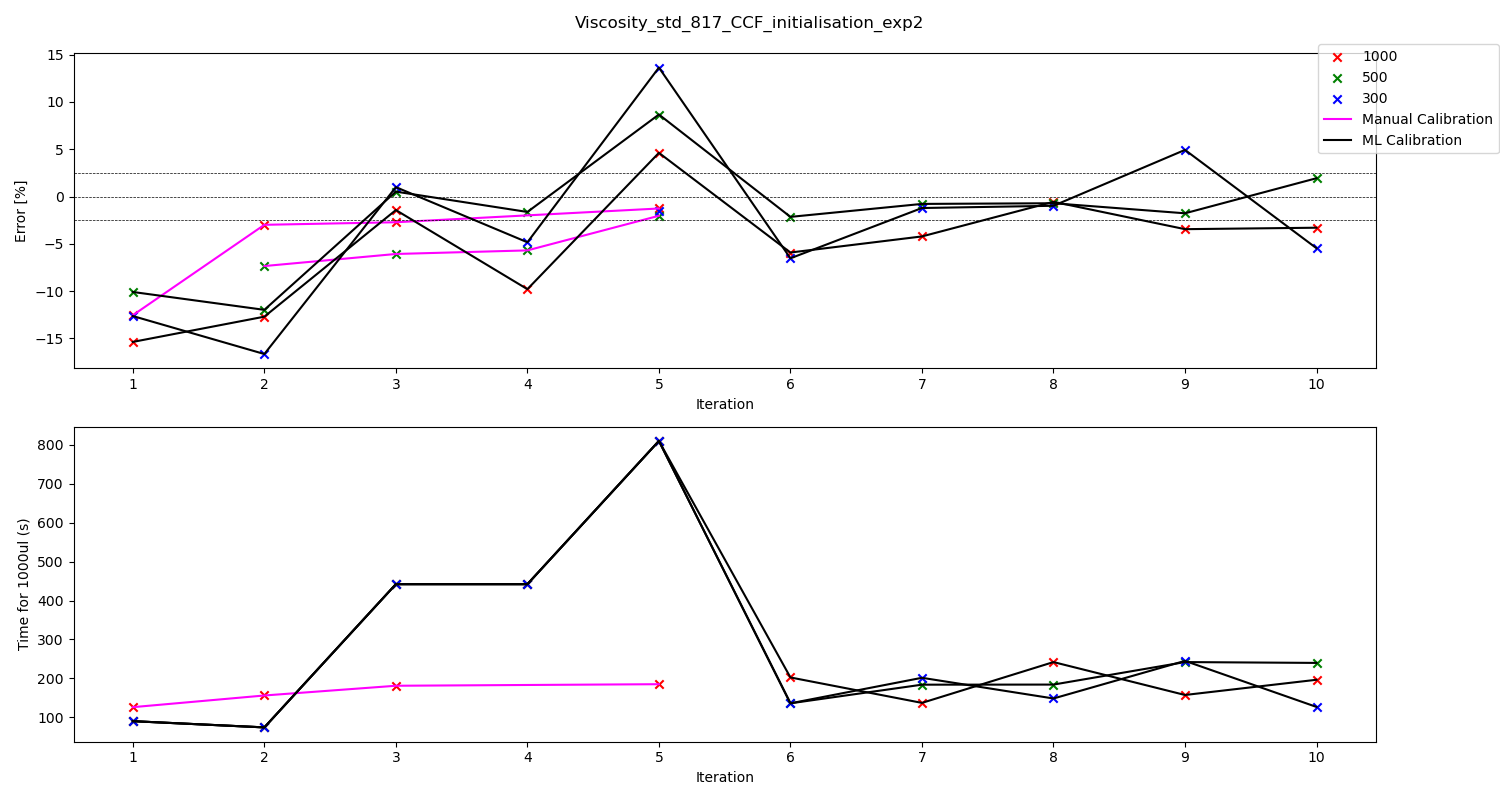 Viscosity_std_817_CCF_initialisation_exp2
1000
500
300
Manual Calibration
ML Calibration
Error [%]
15
10
5
0
−5
−10
−15
1 2 3 4 5 6 7 8 9 10
Iteration
Time for 1000ul (s)
800
700
600
500
400
300
200
100
1 2 3 4 5 6 7 8 9 10
Iteration